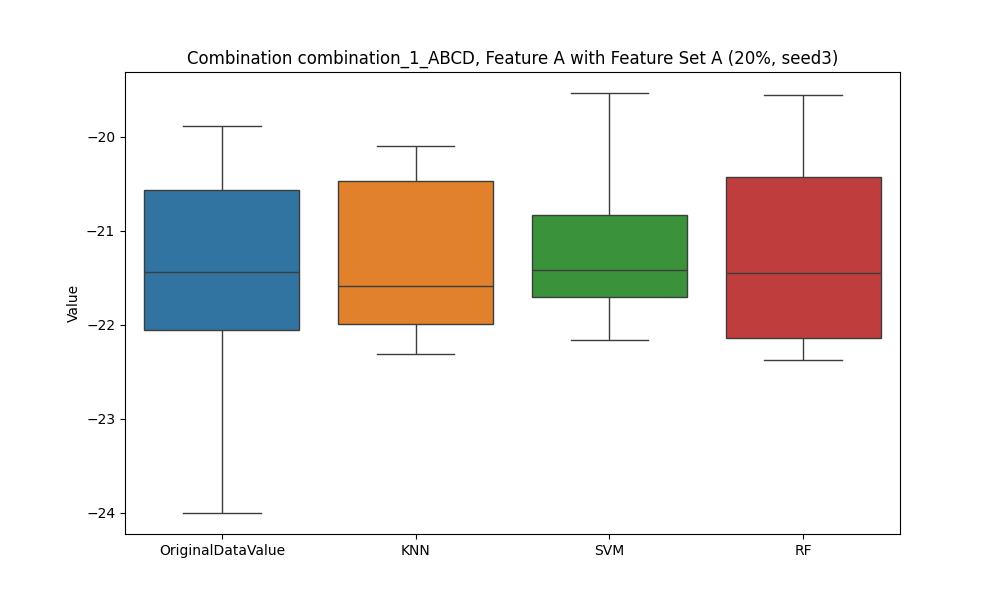 Combination combination_1_ABCD, Feature A with Feature Set A (20%, seed3)
Value
−20
−21
−22
−23
−24
OriginalDataValue KNN SVM RF